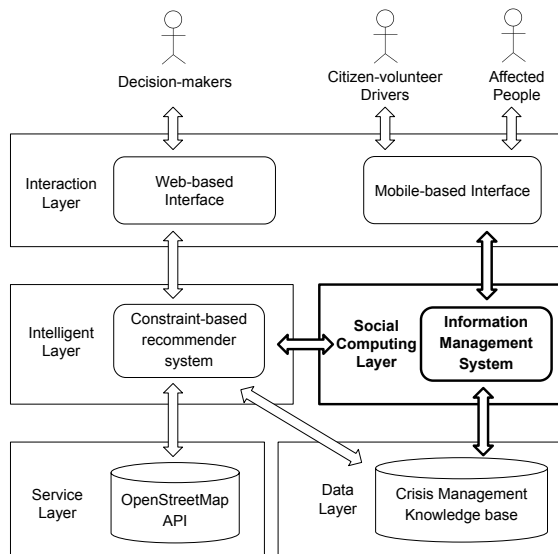 Decision-makers
Citizen-volunteer
Drivers
Affected
People
Interaction
Layer
Web-based
Interface
Mobile-based Interface
Intelligent
Layer
Constraint-based
recommender
system
Social
Computing
Layer
Information
Management
System
Service
Layer
OpenStreetMap
API
Data
Layer
Crisis Management
Knowledge base